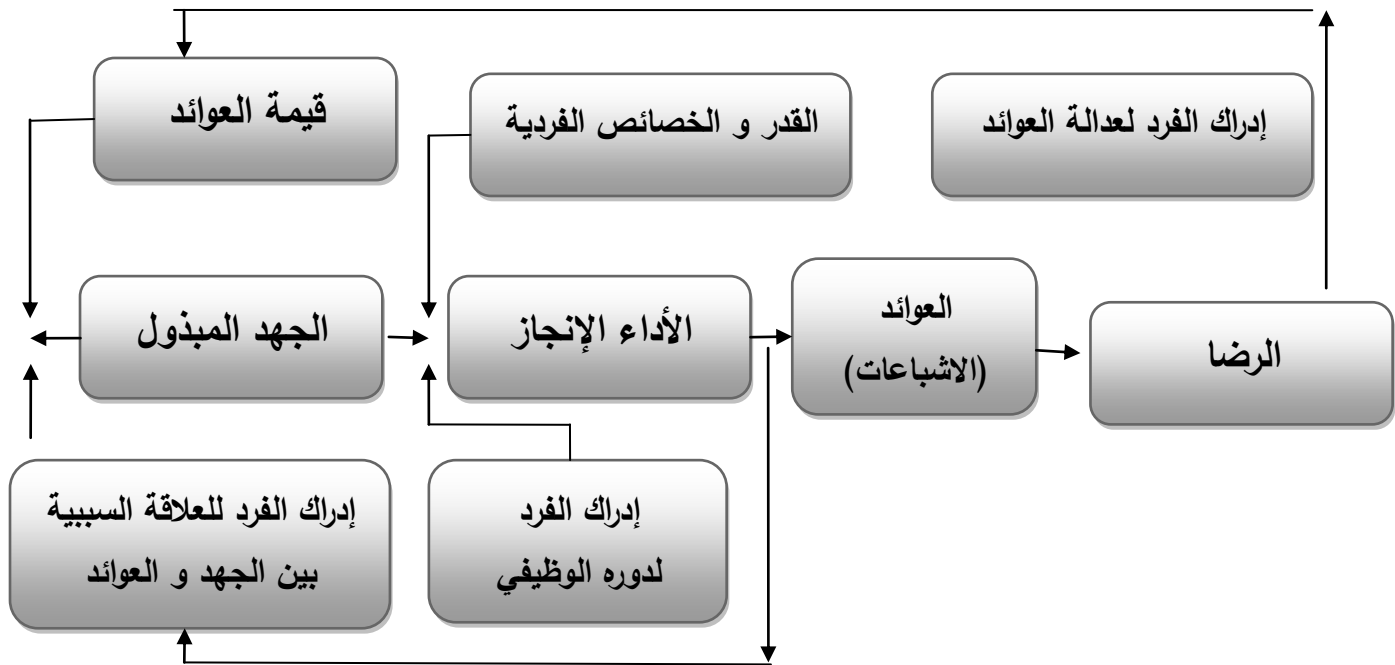 إدراك الفرد لعدالة العوائد
القدر و الخصائص الفردية
قيمة العوائد
الرضا
العوائد
(الاشباعات)
الأداء الإنجاز
الجهد المبذول
إدراك الفرد
لدوره الوظيفي
إدراك الفرد للعلاقة السببية
بين الجهد و العوائد